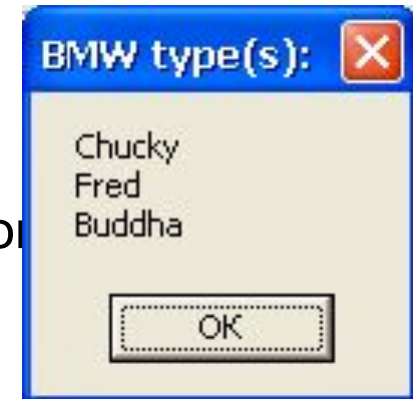 BMW type(s):
Chucky
Fred
Buddha
OK